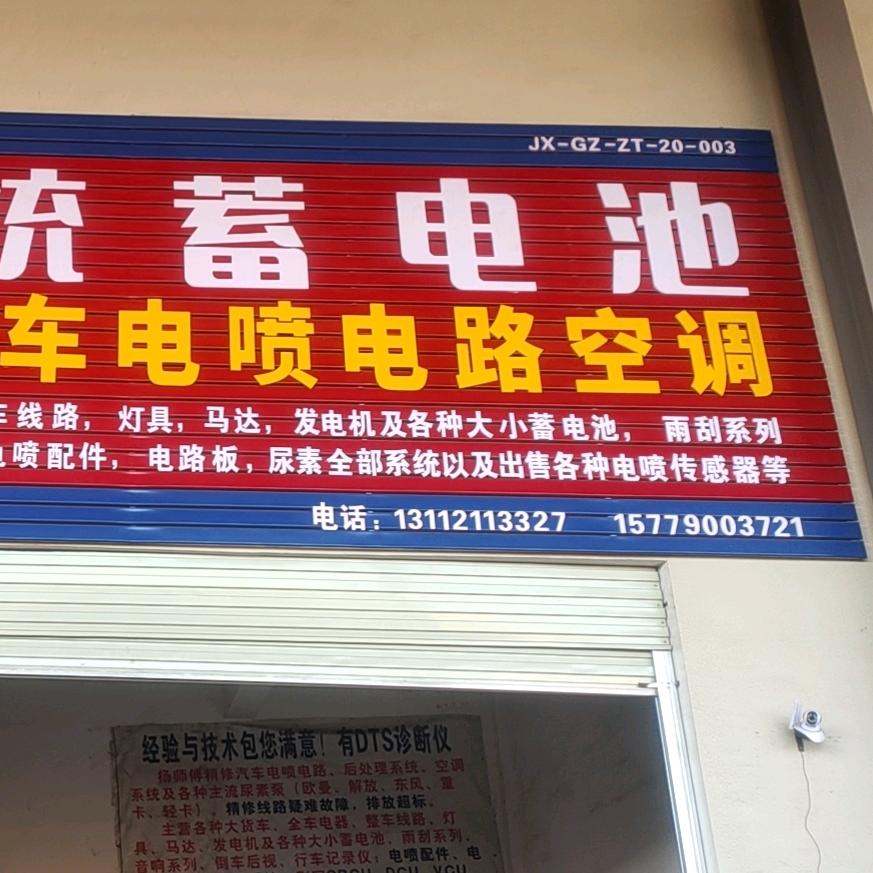 JX-GZ-ZT-20-003
统蓄电池
车电喷电路空调
车线路，灯具，马达，发电机及各种大小蓄电池，雨刮系列
电喷配件，电路板，尿素全部系统以及出售各种电喷传感器等
电话：13112113327 15779003721
经验与技术包您满意！有DTS诊断仪
杨师傅精修汽车电喷电路、后处理系统、空调
系统及各种主流尿素泵（欧曼、解放、东风、重
卡、轻卡）。精修线路疑难故障，排放超标。
主营各种大货车、全车电器、整车线路、灯
具、马达、发电机及各种大小蓄电池、雨刮系列、
音响系列、倒车后视、行车记录仪；电喷配件、电
DCU、VCU